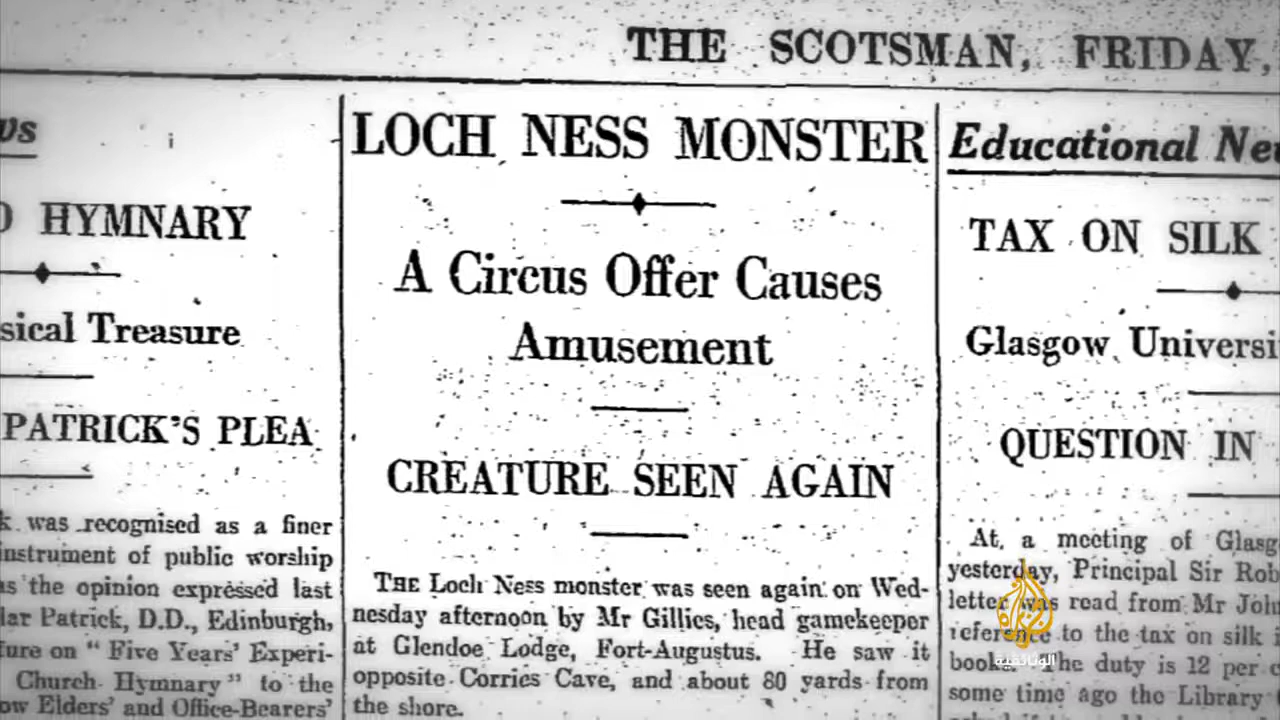 THE SCOTSMAN, FRIDAY,
HYMNARY
sical Treasure
PATRICK'S PLEA
k was recognised as a finer
instrument of public worship
as the opinion expressed last
lar Patrick, D.D., Edinburgh,
ture on "Five Years' Experi-
Church Hymnary" to the
ow Elders' and Office-Bearers'
LOCH NESS MONSTER
A Circus Offer Causes
Amusement
CREATURE SEEN AGAIN
THE Loch Ness monster was seen again on Wed-
nesday afternoon by Mr Gillies, head gamekeeper
at Glendoe Lodge, Fort-Augustus. He saw it
opposite Corries Cave, and about 80 yards from
the shore.
Educational Ne
TAX ON SILK
Glasgow Universi
QUESTION IN
At a meeting of Glasg
yesterday, Principal Sir Rob
letter was read from Mr John
reference to the tax on silk
books. The duty is 12 per
some time ago the Library
الوثائقية